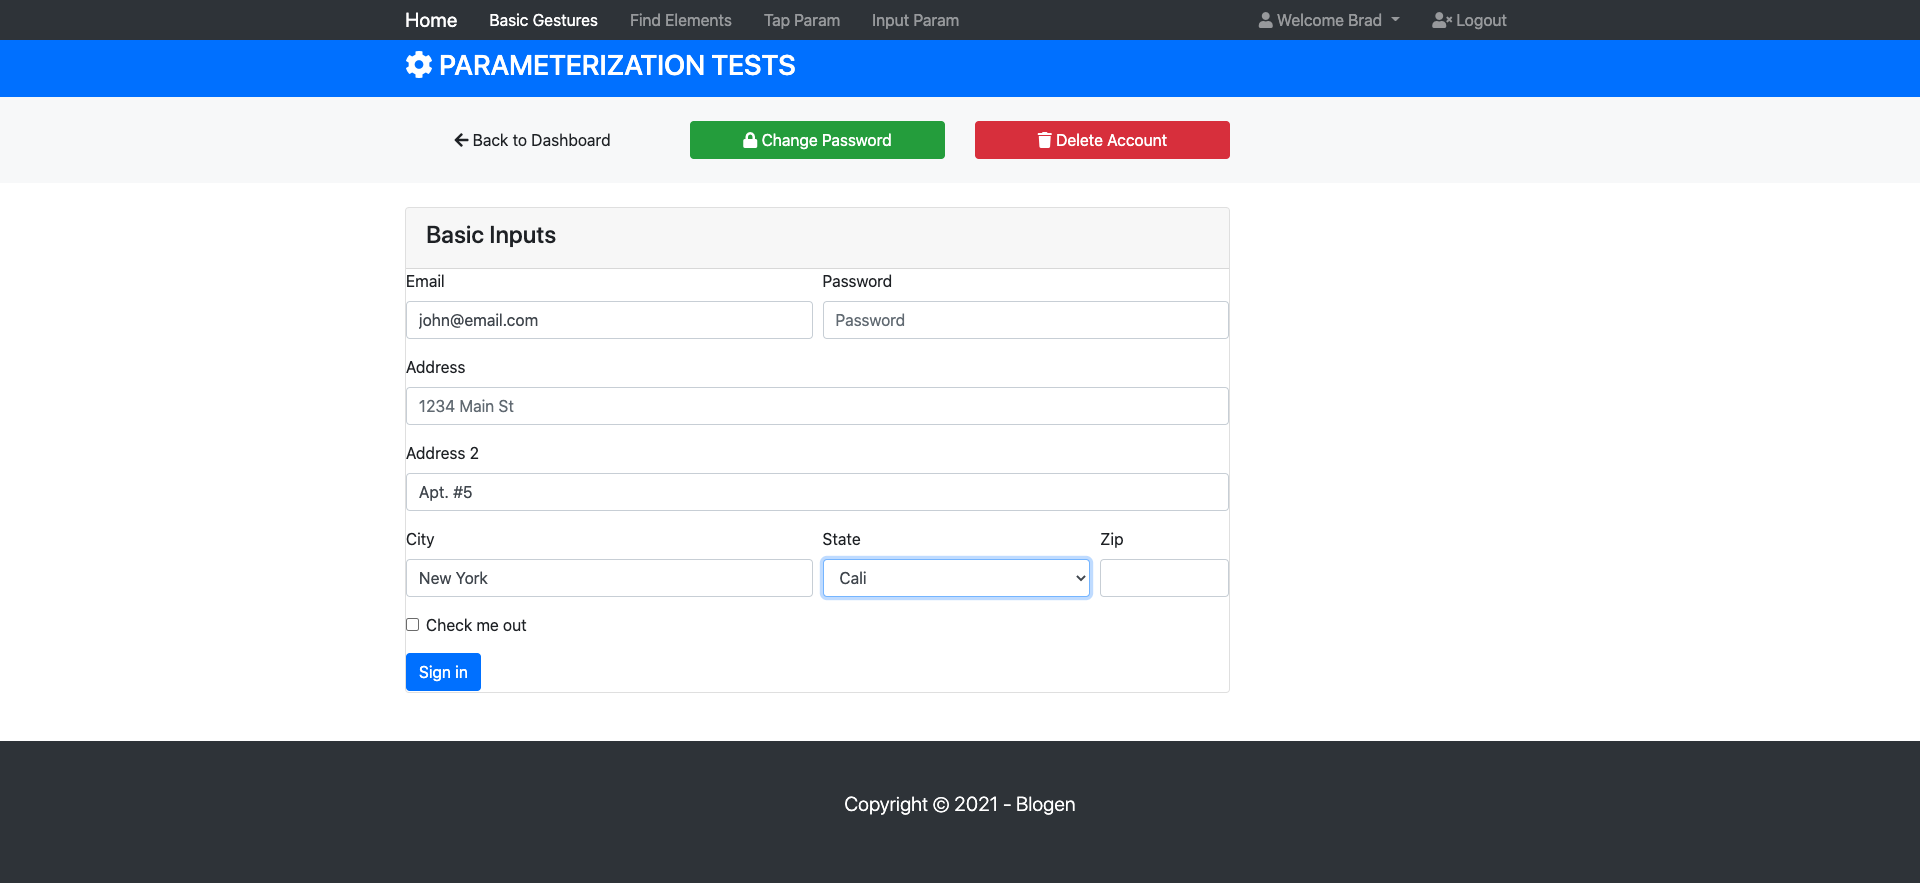 Home Basic Gestures Find Elements Tap Param Input Param Welcome Brad Logout
PARAMETERIZATION TESTS
Back to Dashboard Change Password Delete Account
Basic Inputs
Email Password
john@email.com Password
Address
1234 Main St
Address 2
Apt. #5
City State Zip
New York Cali
Check me out
Sign in
Copyright © 2021 - Blogen